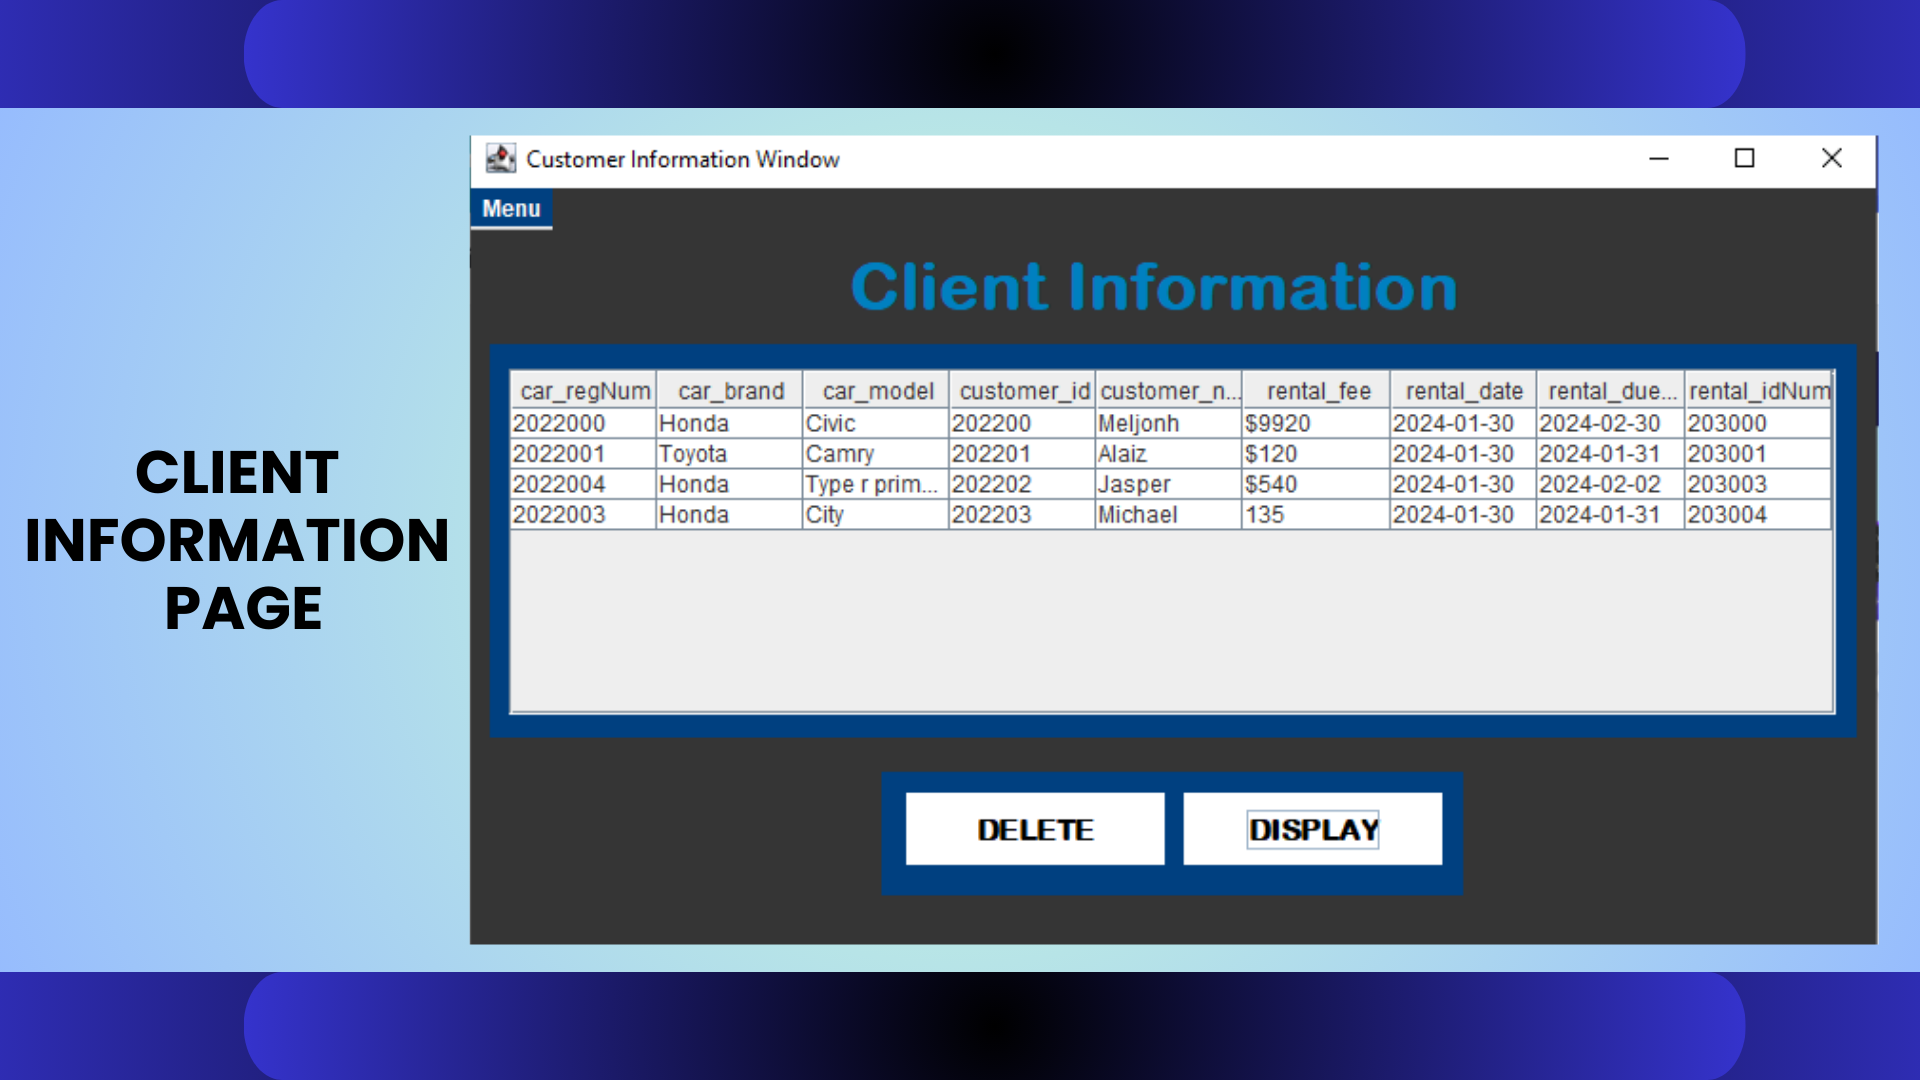 CLIENT
INFORMATION
PAGE
Customer Information Window
Menu
Client Information
car_regNum car_brand car_model customer_id customer_n... rental_fee rental_date rental_due... rental_idNum
2022000 Honda Civic 202200 Meljonh $9920 2024-01-30 2024-02-30 203000
2022001 Toyota Camry 202201 Alaiz $120 2024-01-30 2024-01-31 203001
2022004 Honda Type r prim... 202202 Jasper $540 2024-01-30 2024-02-02 203003
2022003 Honda City 202203 Michael 135 2024-01-30 2024-01-31 203004
DELETE DISPLAY